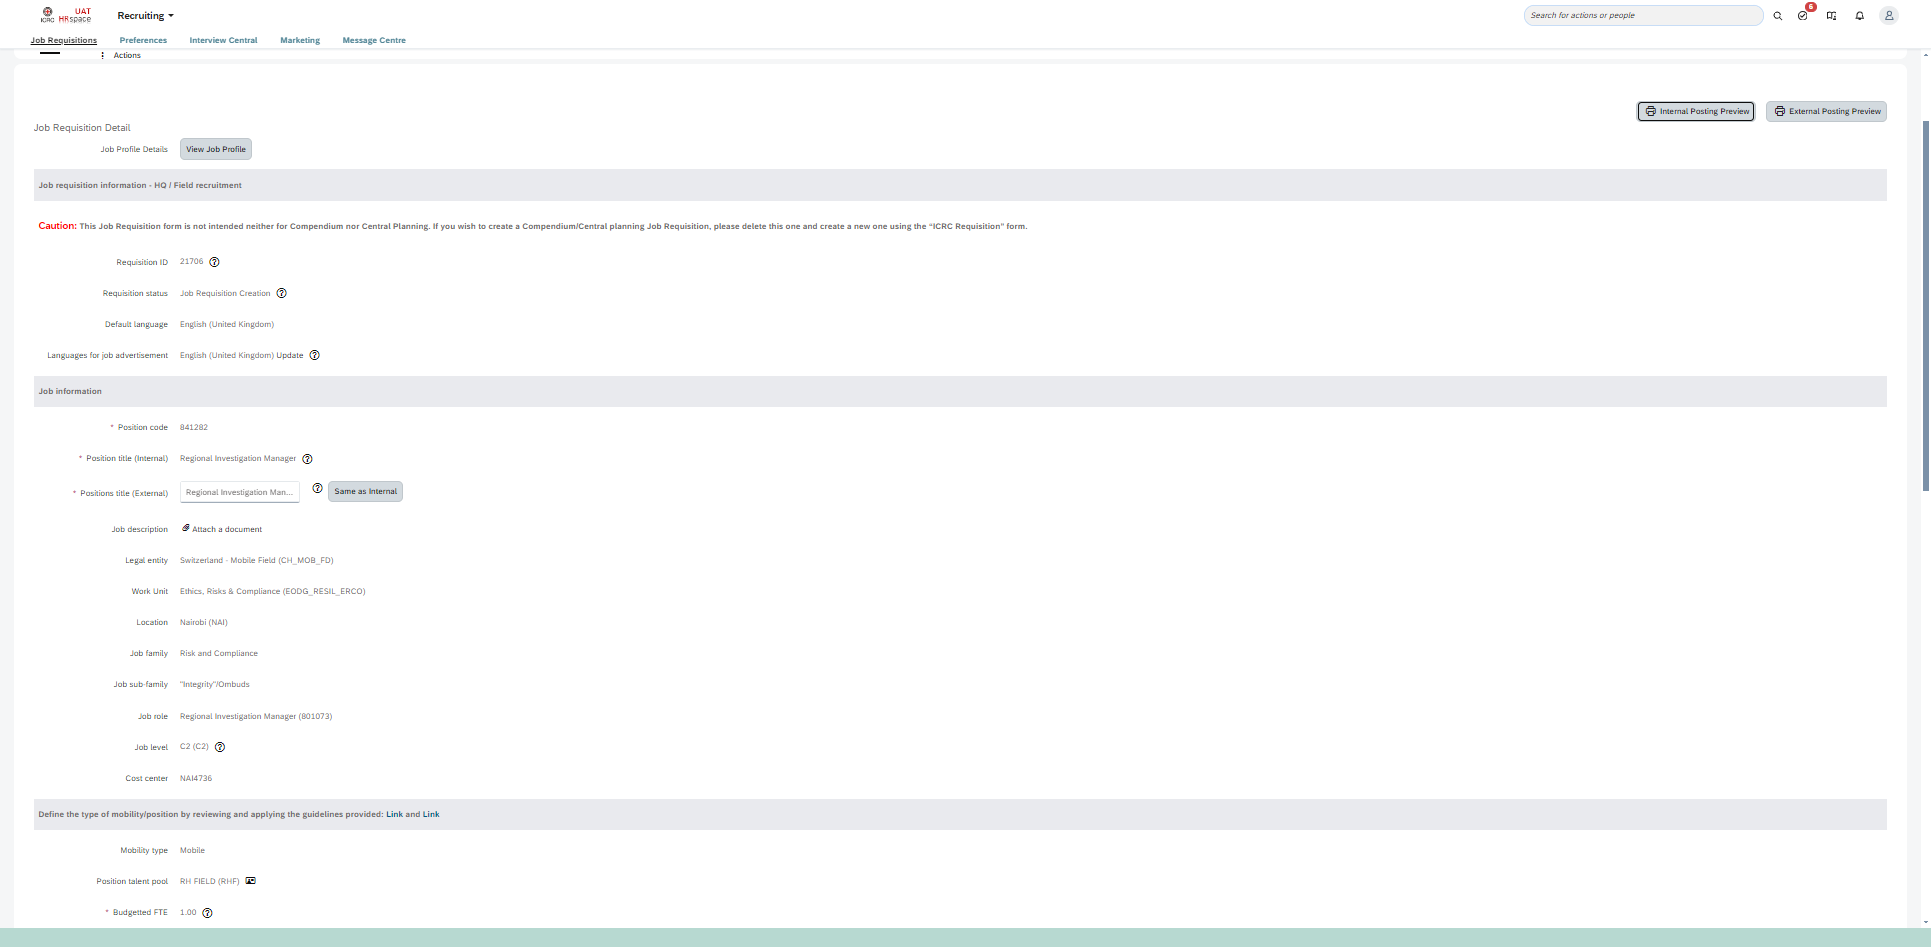 ICRC UAT HRspace Recruiting Search for actions or people 6
Job Requisitions Preferences Interview Central Marketing Message Centre
Actions
Internal Posting Preview External Posting Preview
Job Requisition Detail
Job Profile Details View Job Profile
Job requisition information - HQ / Field recruitment
Caution: This Job Requisition form is not intended neither for Compendium nor Central Planning. If you wish to create a Compendium/Central planning Job Requisition, please delete this one and create a new one using the “ICRC Requisition” form.
Requisition ID 21706
Requisition status Job Requisition Creation
Default language English (United Kingdom)
Languages for job advertisement English (United Kingdom) Update
Job information
* Position code 841282
* Position title (Internal) Regional Investigation Manager
* Positions title (External) Regional Investigation Man... Same as Internal
Job description Attach a document
Legal entity Switzerland - Mobile Field (CH_MOB_FD)
Work Unit Ethics, Risks & Compliance (EODG_RESIL_ERCO)
Location Nairobi (NAI)
Job family Risk and Compliance
Job sub-family "Integrity"/Ombuds
Job role Regional Investigation Manager (801073)
Job level C2 (C2)
Cost center NAI4736
Define the type of mobility/position by reviewing and applying the guidelines provided: Link and Link
Mobility type Mobile
Position talent pool RH FIELD (RHF)
* Budgetted FTE 1.00